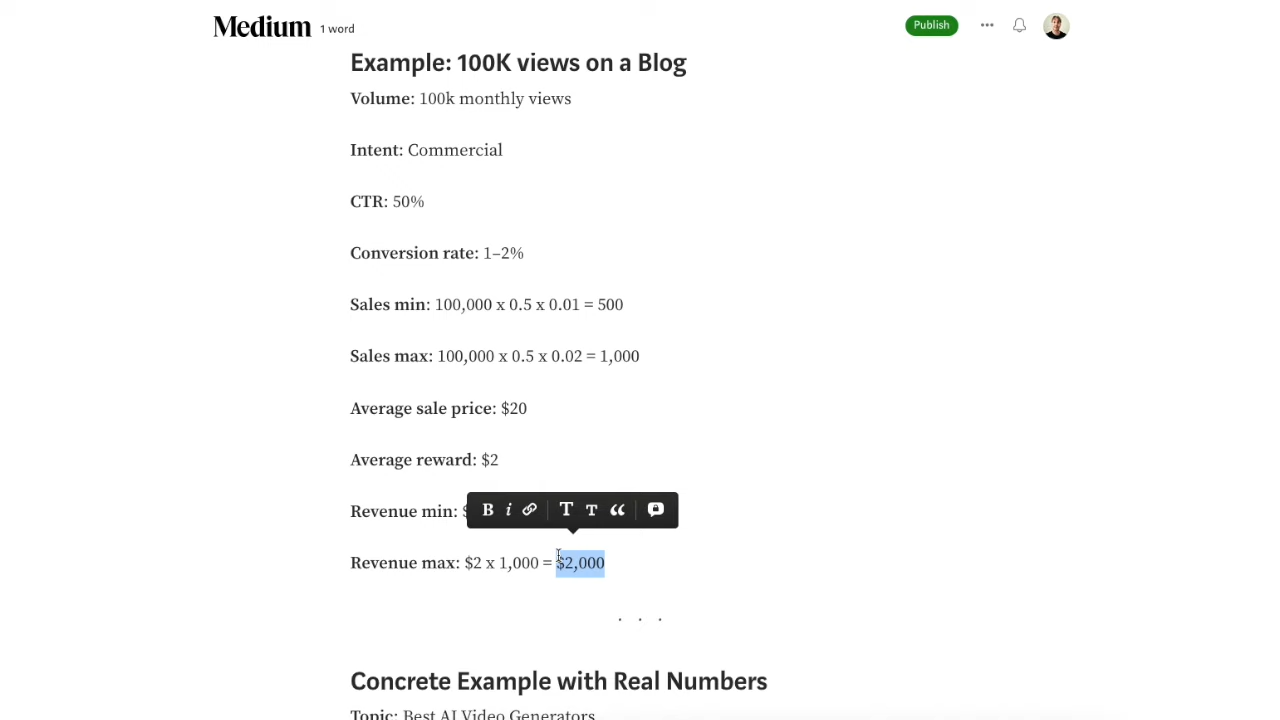 Medium 1 word Publish
Example: 100K views on a Blog
Volume: 100k monthly views
Intent: Commercial
CTR: 50%
Conversion rate: 1–2%
Sales min: 100,000 x 0.5 x 0.01 = 500
Sales max: 100,000 x 0.5 x 0.02 = 1,000
Average sale price: $20
Average reward: $2
Revenue min:
B i T T
Revenue max: $2 x 1,000 = $2,000
. . .
Concrete Example with Real Numbers
Topic: Best AI Video Generators